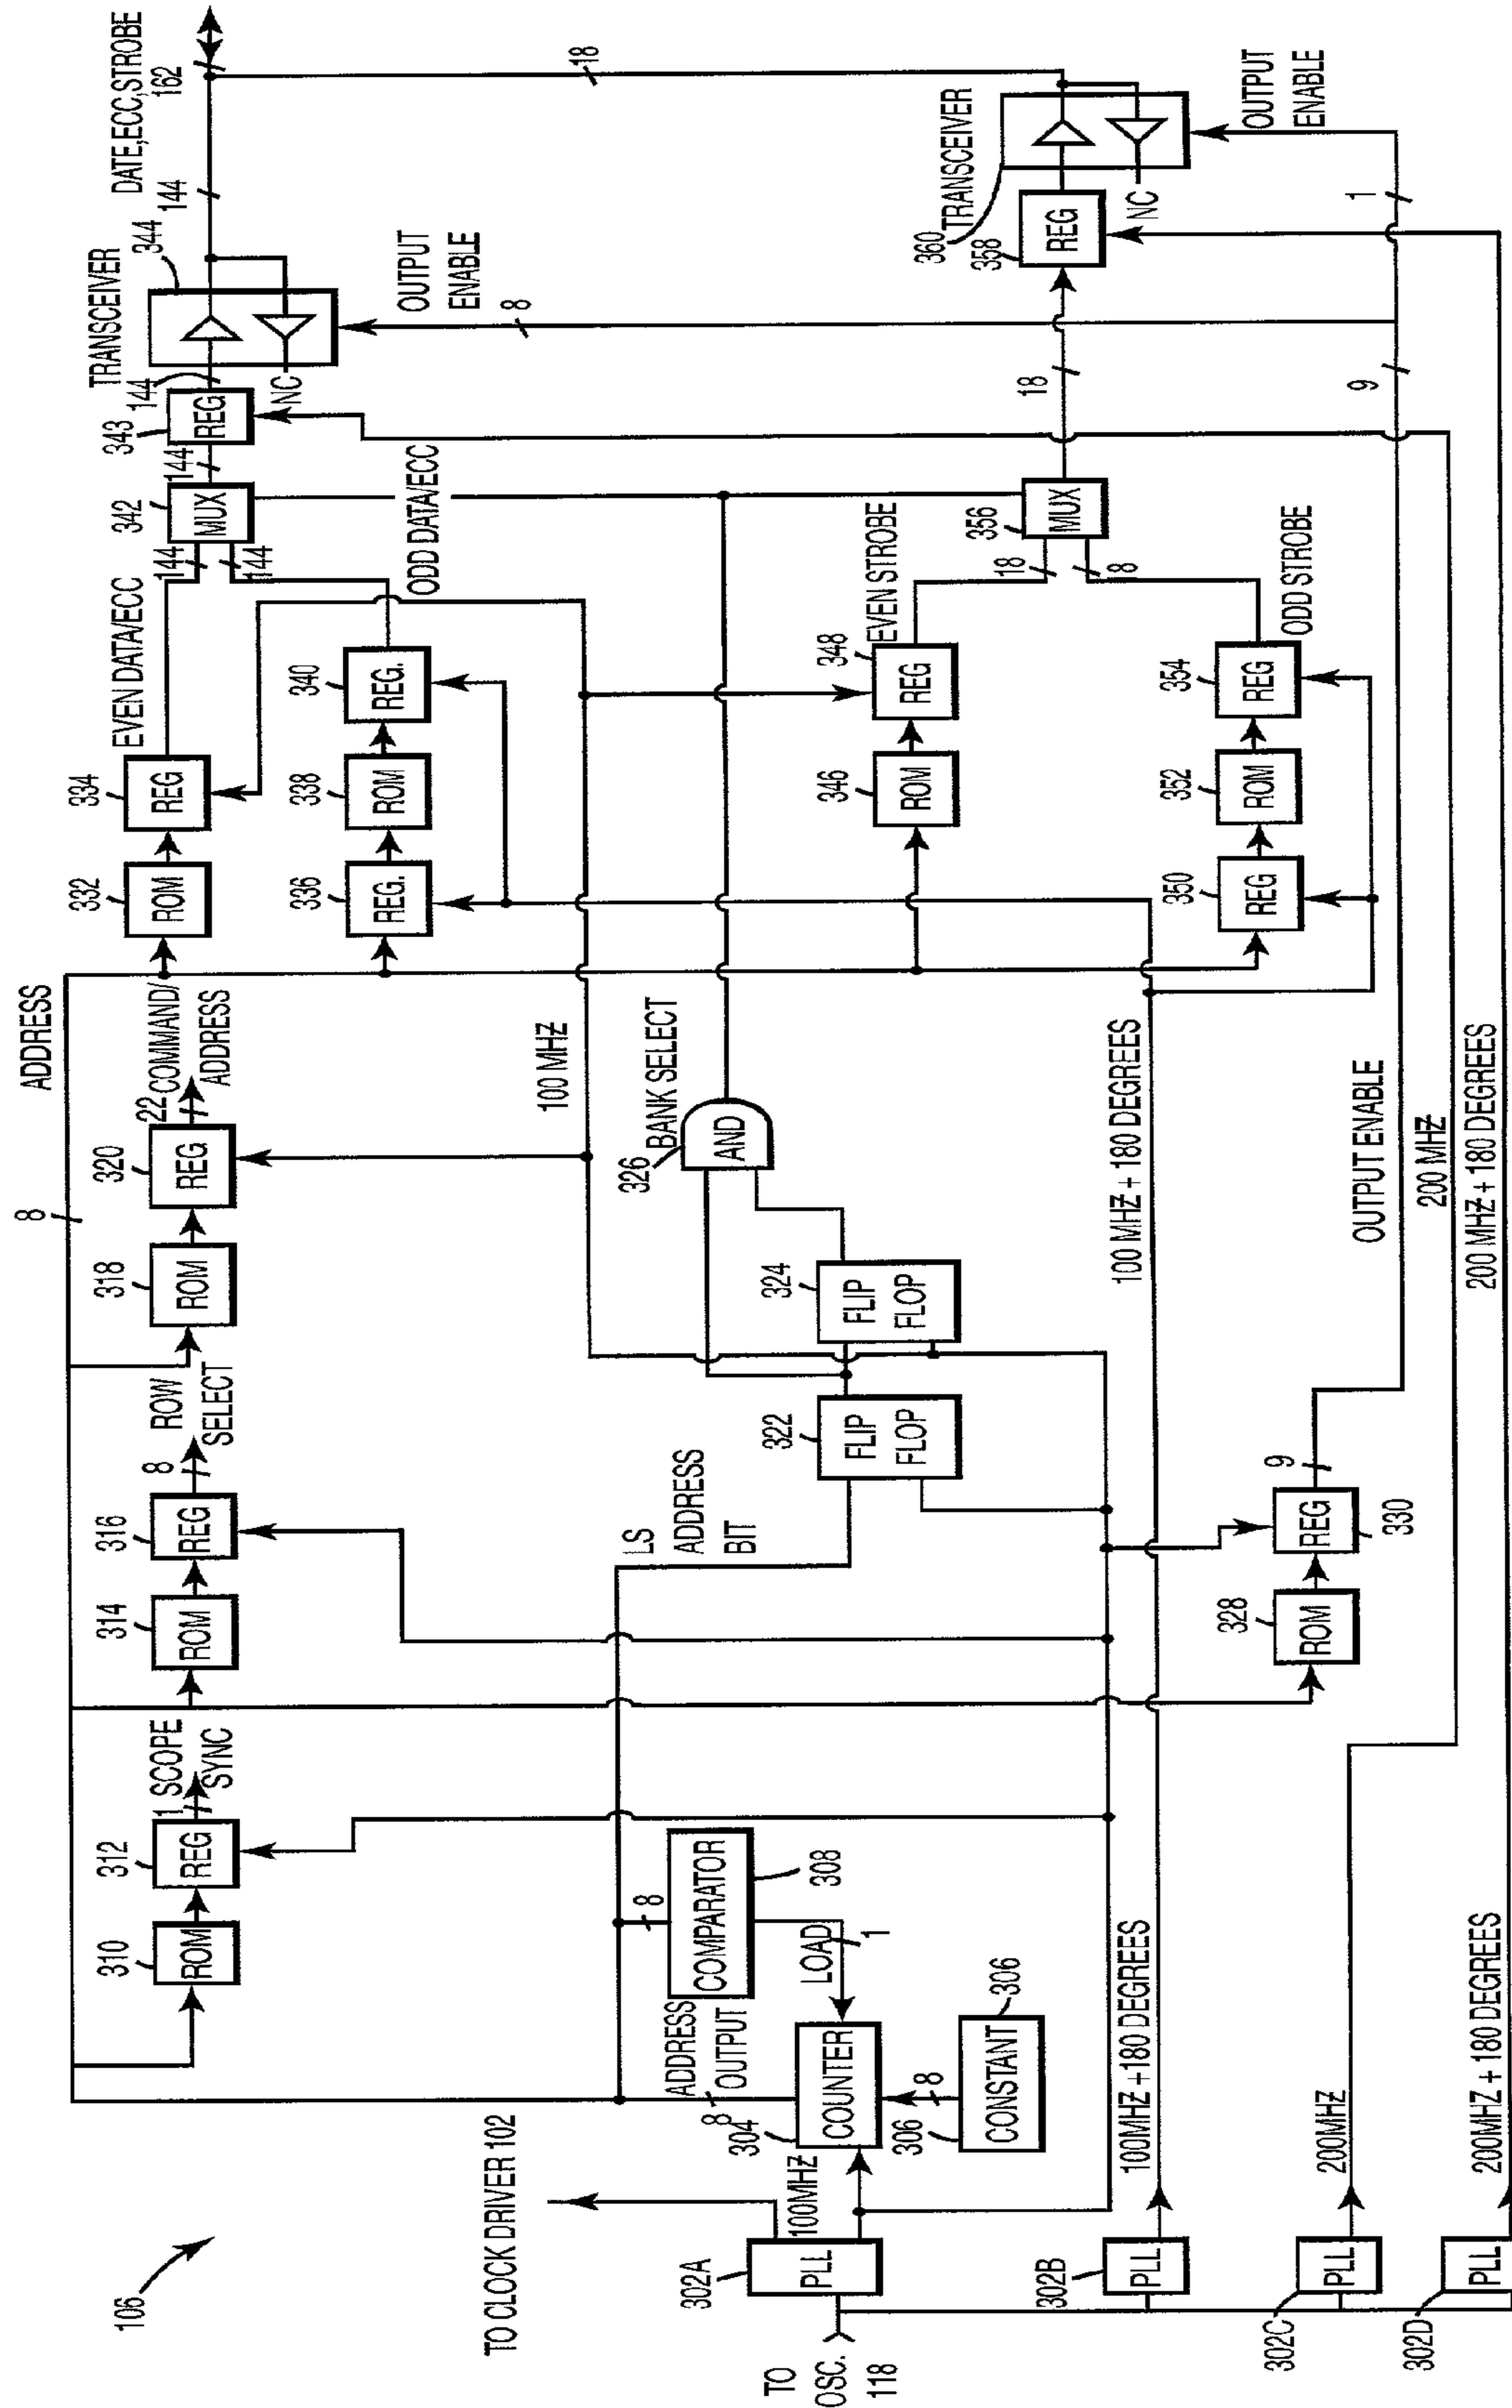 106
TO CLOCK DRIVER 102
TO
OSC.
118
302A
PLL
100MHZ
302B
PLL
100MHZ+180 DEGREES
302C
PLL
200MHZ
302D
PLL
200MHZ+180 DEGREES
304
COUNTER
8
ADDRESS
OUTPUT
306
CONSTANT
306
8
LOAD
1
COMPARATOR
308
8
310
ROM
312
REG
1
SCOPE
SYNC
314
ROM
316
REG
8
ROW
SELECT
318
ROM
320
REG
22
COMMAND/
ADDRESS
8
ADDRESS
LS
ADDRESS
BIT
322
FLIP
FLOP
324
FLIP
FLOP
326
AND
BANK SELECT
100 MHZ
100 MHZ + 180 DEGREES
328
ROM
330
REG
9
OUTPUT ENABLE
200 MHZ
200 MHZ + 180 DEGREES
332
ROM
334
REG
EVEN DATA/ECC
336
REG.
338
ROM
340
REG.
ODD DATA/ECC
144
144
342
MUX
144
343
REG
144
TRANSCEIVER
344
NC
OUTPUT
ENABLE
8
144
DATE,ECC,STROBE
162
18
346
ROM
348
REG
EVEN STROBE
350
REG
352
ROM
354
REG
ODD STROBE
18
18
356
MUX
18
358
REG
360
TRANSCEIVER
NC
OUTPUT
ENABLE
9
1